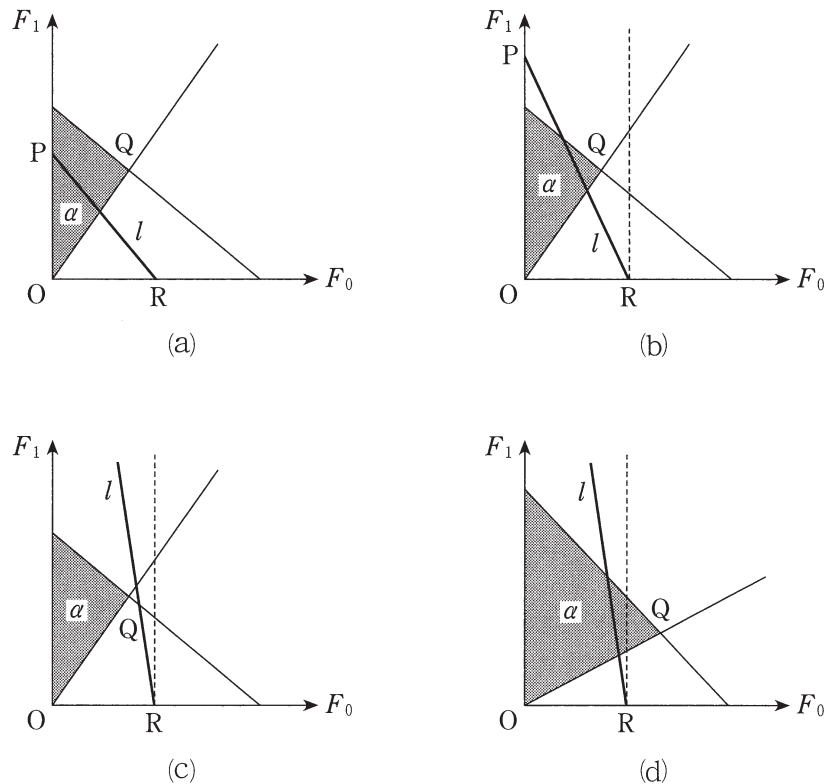 F₁
P
Q
α
l
O
R
F₀
(a)
F₁
P
Q
α
l
O
R
F₀
(b)
F₁
l
α
Q
O
R
F₀
(c)
F₁
l
Q
α
O
R
F₀
(d)